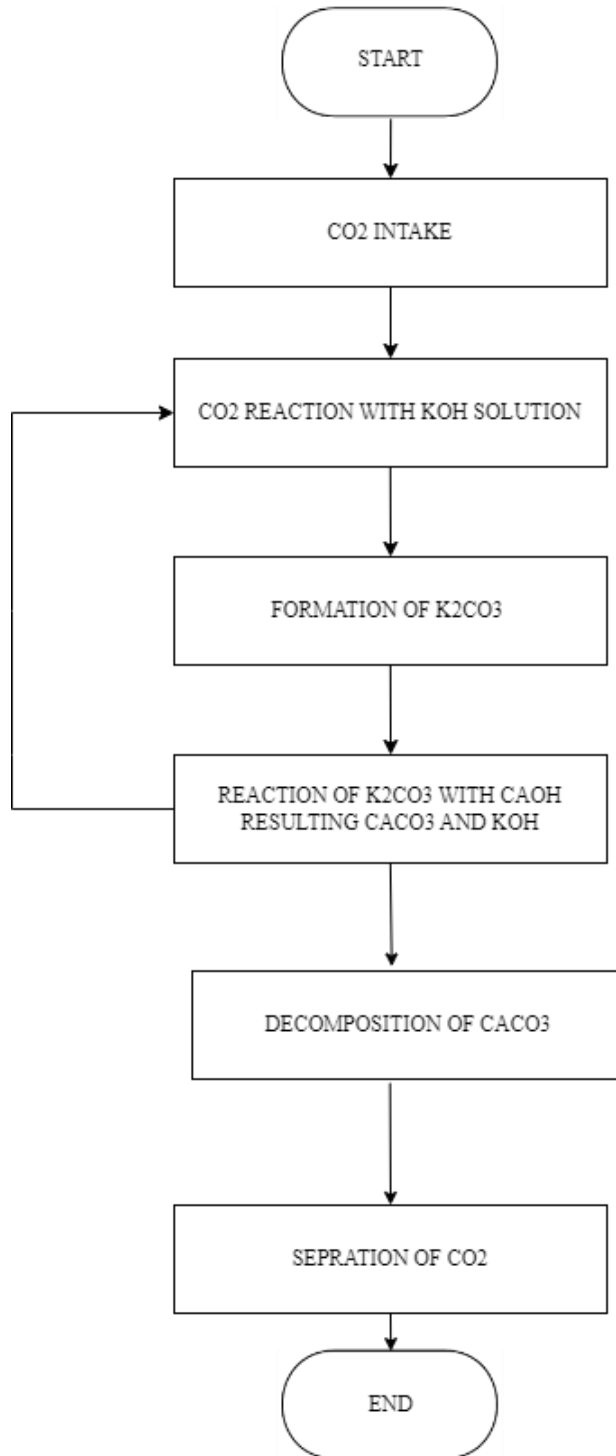 START
CO2 INTAKE
CO2 REACTION WITH KOH SOLUTION
FORMATION OF K2CO3
REACTION OF K2CO3 WITH CAOH
RESULTING CACO3 AND KOH
DECOMPOSITION OF CACO3
SEPRATION OF CO2
END